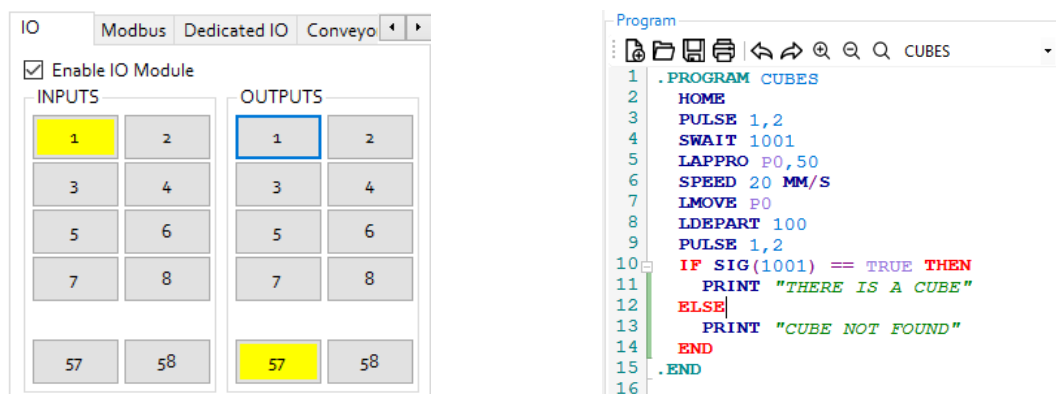 IO Modbus Dedicated IO Conveyo
Enable IO Module
INPUTS
1 2
3 4
5 6
7 8
57 58
OUTPUTS
1 2
3 4
5 6
7 8
57 58
Program
CUBES
1 .PROGRAM CUBES
2 HOME
3 PULSE 1,2
4 SWAIT 1001
5 LAPPRO P0,50
6 SPEED 20 MM/S
7 LMOVE P0
8 LDEPART 100
9 PULSE 1,2
10 IF SIG(1001) == TRUE THEN
11 PRINT "THERE IS A CUBE"
12 ELSE
13 PRINT "CUBE NOT FOUND"
14 END
15 .END
16